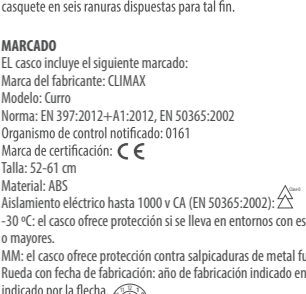 casquete en seis ranuras dispuestas para tal fin.
MARCADO
EL casco incluye el siguiente marcado:
Marca del fabricante: CLIMAX
Modelo: Curro
Norma: EN 397:2012+A1:2012, EN 50365:2002
Organismo de control notificado: 0161
Marca de certificación: CE
Talla: 52-61 cm
Material: ABS
Aislamiento eléctrico hasta 1000 v CA (EN 50365:2002):
-30 ºC: el casco ofrece protección si se lleva en entornos con es
o mayores.
MM: el casco ofrece protección contra salpicaduras de metal fu
Rueda con fecha de fabricación: año de fabricación indicado en
indicado por la flecha.